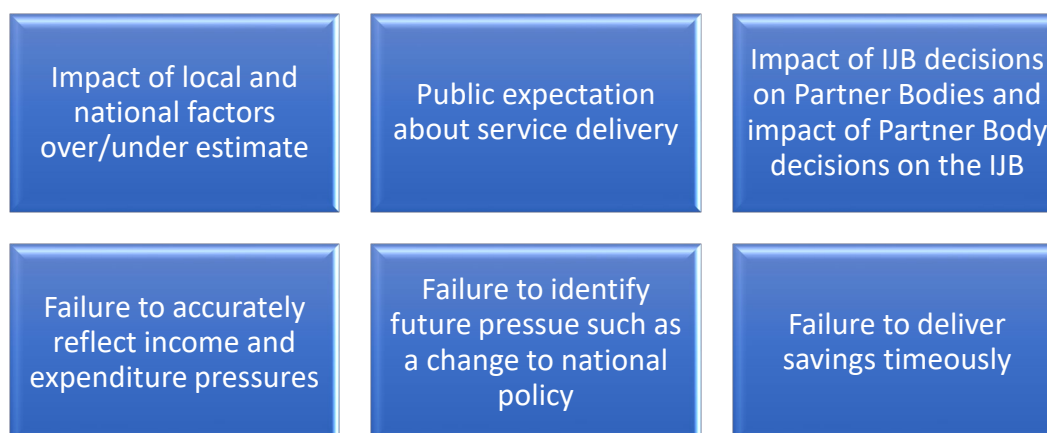 Impact of local and
national factors
over/under estimate
Public expectation
about service delivery
Impact of IJB decisions
on Partner Bodies and
impact of Partner Body
decisions on the IJB
Failure to accurately
reflect income and
expenditure pressures
Failure to identify
future pressue such as
a change to national
policy
Failure to deliver
savings timeously